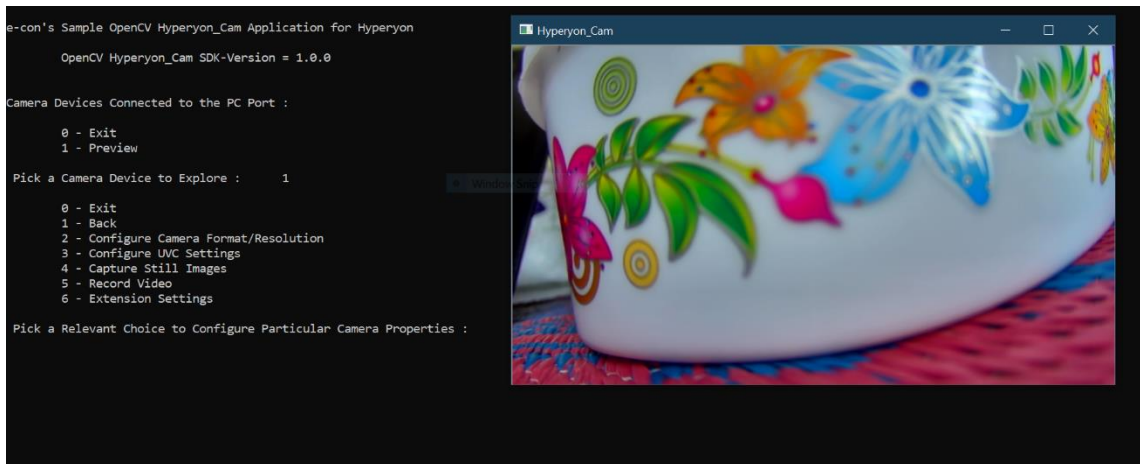 e-con's Sample OpenCV Hyperyon_Cam Application for Hyperyon
OpenCV Hyperyon_Cam SDK-Version = 1.0.0
Camera Devices Connected to the PC Port :
0 - Exit
1 - Preview
Pick a Camera Device to Explore : 1
0 - Exit
1 - Back
2 - Configure Camera Format/Resolution
3 - Configure UVC Settings
4 - Capture Still Images
5 - Record Video
6 - Extension Settings
Pick a Relevant Choice to Configure Particular Camera Properties :
Hyperyon_Cam